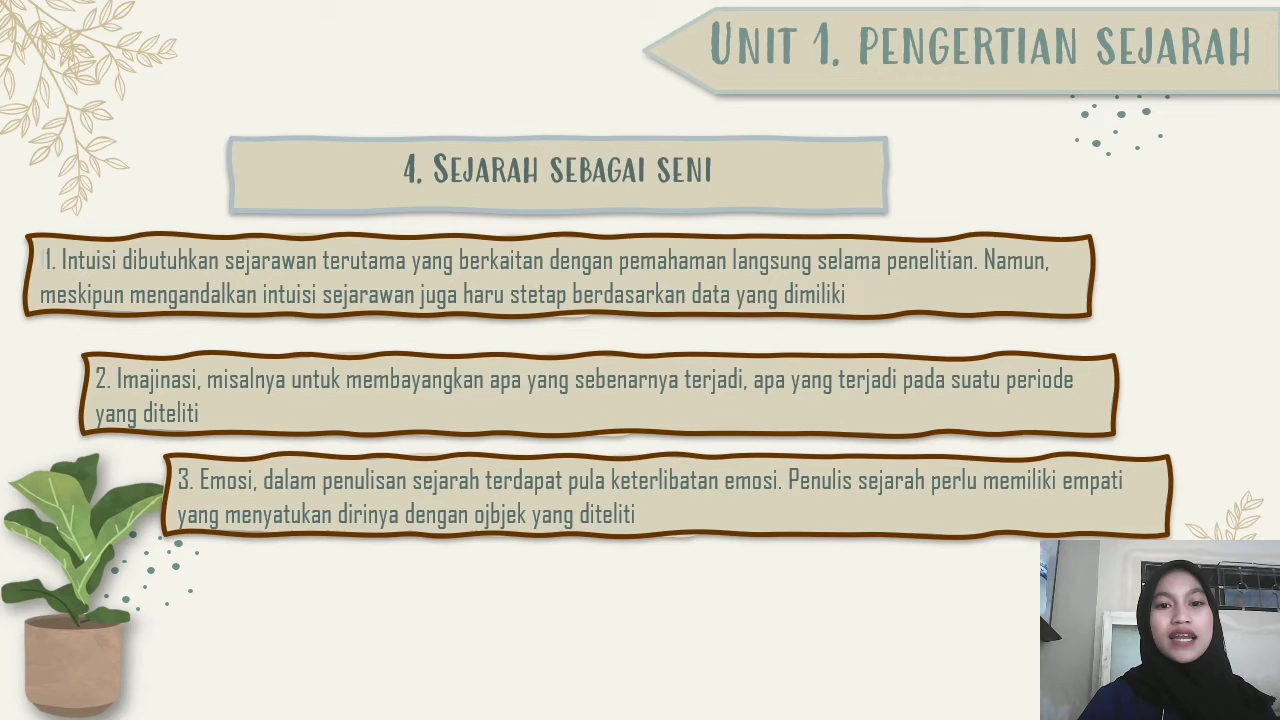 UNIT 1. PENGERTIAN SEJARAH
4. SEJARAH SEBAGAI SENI
1. Intuisi dibutuhkan sejarawan terutama yang berkaitan dengan pemahaman langsung selama penelitian. Namun,
meskipun mengandalkan intuisi sejarawan juga haru stetap berdasarkan data yang dimiliki
2. Imajinasi, misalnya untuk membayangkan apa yang sebenarnya terjadi, apa yang terjadi pada suatu periode
yang diteliti
3. Emosi, dalam penulisan sejarah terdapat pula keterlibatan emosi. Penulis sejarah perlu memiliki empati
yang menyatukan dirinya dengan ojbjek yang diteliti